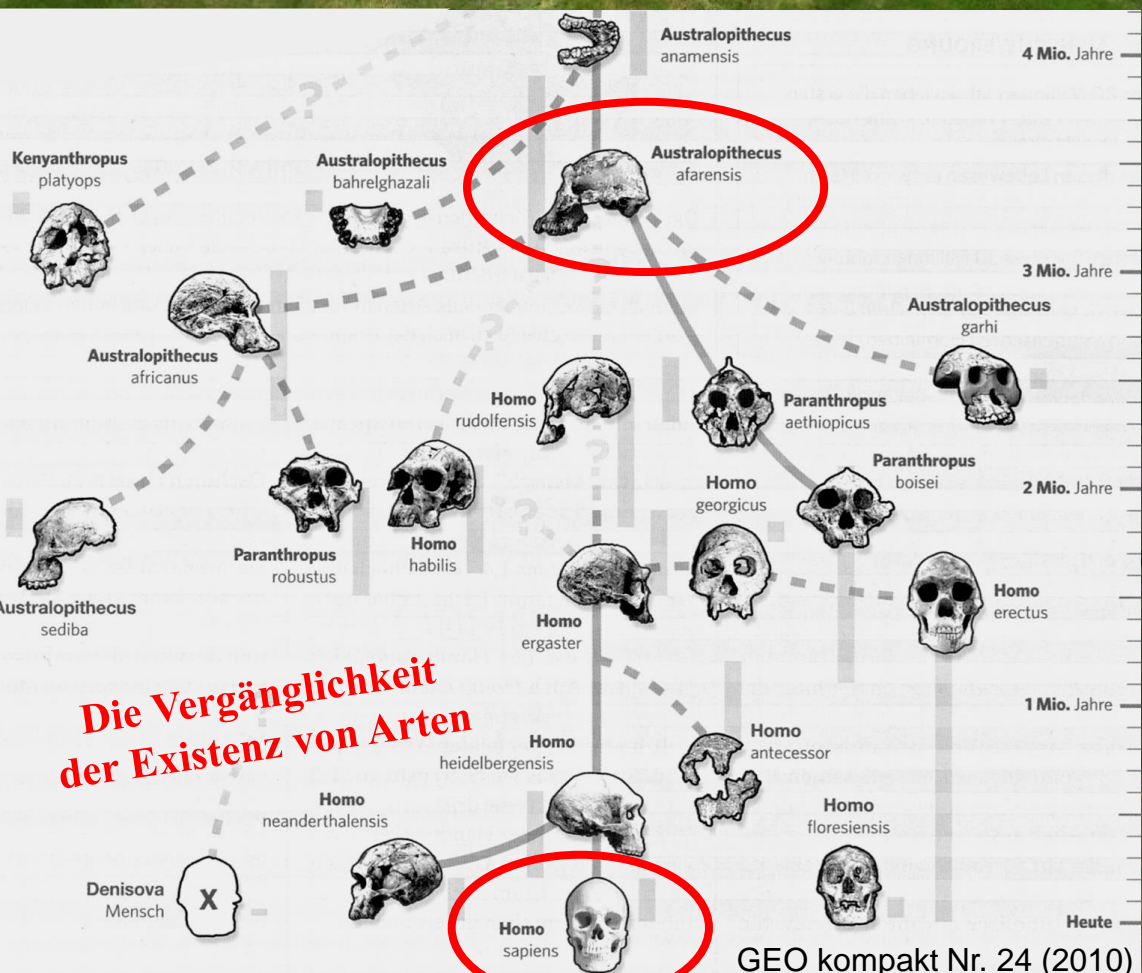 Australopithecus
anamensis
4 Mio. Jahre
?
Kenyanthropus
platyops
Australopithecus
bahrelghazali
Australopithecus
afarensis
3 Mio. Jahre
Australopithecus
garhi
?
Australopithecus
africanus
Homo
rudolfensis
?
Paranthropus
aethiopicus
Paranthropus
boisei
2 Mio. Jahre
Homo
georgicus
?
Paranthropus
robustus
Homo
habilis
Australopithecus
sediba
Homo
ergaster
Homo
erectus
Die Vergänglichkeit
der Existenz von Arten
1 Mio. Jahre
Homo
antecessor
Homo
heidelbergensis
Homo
neanderthalensis
Homo
floresiensis
Denisova
Mensch
X
Homo
sapiens
Heute
GEO kompakt Nr. 24 (2010)